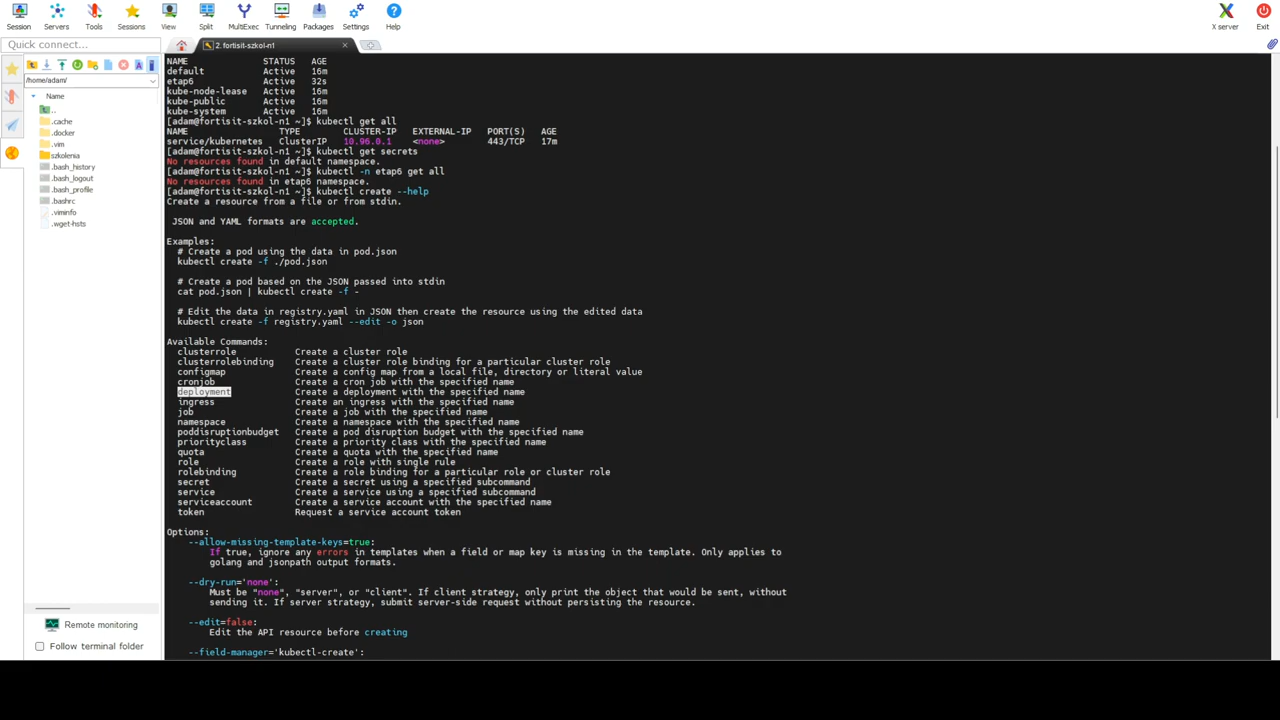 Session Servers Tools Sessions View Split MultiExec Tunneling Packages Settings Help X server Exit
Quick connect...
2. fortisit-szkol-n1
/home/adam/
Name
..
.cache
.docker
.vim
szkolenia
.bash_history
.bash_logout
.bash_profile
.bashrc
.viminfo
.wget-hsts
Remote monitoring
Follow terminal folder
NAME STATUS AGE
default Active 16m
etap6 Active 32s
kube-node-lease Active 16m
kube-public Active 16m
kube-system Active 16m
[adam@fortisit-szkol-n1 ~]$ kubectl get all
NAME TYPE CLUSTER-IP EXTERNAL-IP PORT(S) AGE
service/kubernetes ClusterIP 10.96.0.1 <none> 443/TCP 17m
[adam@fortisit-szkol-n1 ~]$ kubectl get secrets
No resources found in default namespace.
[adam@fortisit-szkol-n1 ~]$ kubectl -n etap6 get all
No resources found in etap6 namespace.
[adam@fortisit-szkol-n1 ~]$ kubectl create --help
Create a resource from a file or from stdin.
JSON and YAML formats are accepted.
Examples:
# Create a pod using the data in pod.json
kubectl create -f ./pod.json
# Create a pod based on the JSON passed into stdin
cat pod.json | kubectl create -f -
# Edit the data in registry.yaml in JSON then create the resource using the edited data
kubectl create -f registry.yaml --edit -o json
Available Commands:
clusterrole Create a cluster role
clusterrolebinding Create a cluster role binding for a particular cluster role
configmap Create a config map from a local file, directory or literal value
cronjob Create a cron job with the specified name
deployment Create a deployment with the specified name
ingress Create an ingress with the specified name
job Create a job with the specified name
namespace Create a namespace with the specified name
poddisruptionbudget Create a pod disruption budget with the specified name
priorityclass Create a priority class with the specified name
quota Create a quota with the specified name
role Create a role with single rule
rolebinding Create a role binding for a particular role or cluster role
secret Create a secret using a specified subcommand
service Create a service using a specified subcommand
serviceaccount Create a service account with the specified name
token Request a service account token
Options:
--allow-missing-template-keys=true:
If true, ignore any errors in templates when a field or map key is missing in the template. Only applies to
golang and jsonpath output formats.
--dry-run='none':
Must be "none", "server", or "client". If client strategy, only print the object that would be sent, without
sending it. If server strategy, submit server-side request without persisting the resource.
--edit=false:
Edit the API resource before creating
--field-manager='kubectl-create':